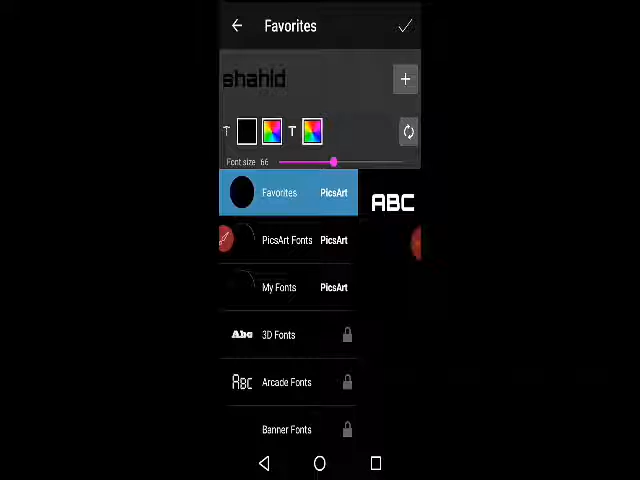 Favorites
shahid
T T
Font size 66
Favorites PicsArt
ABC
PicsArt Fonts PicsArt
My Fonts PicsArt
Abc 3D Fonts
ABC Arcade Fonts
Banner Fonts